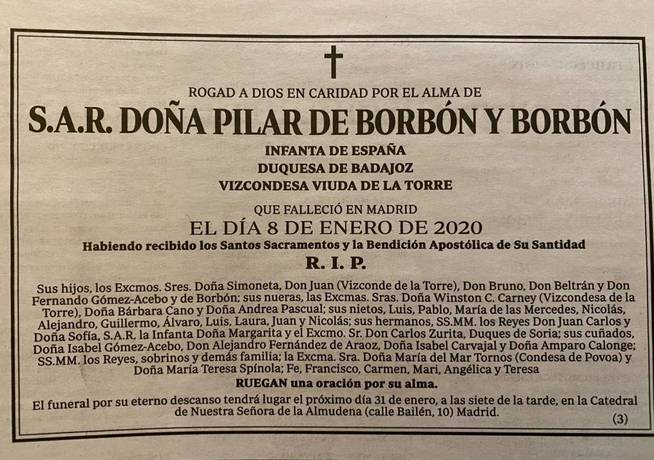 ROGAD A DIOS EN CARIDAD POR EL ALMA DE
S.A.R. DOÑA PILAR DE BORBÓN Y BORBÓN
INFANTA DE ESPAÑA
DUQUESA DE BADAJOZ
VIZCONDESA VIUDA DE LA TORRE
QUE FALLECIÓ EN MADRID
EL DÍA 8 DE ENERO DE 2020
Habiendo recibido los Santos Sacramentos y la Bendición Apostólica de Su Santidad
R. I. P.
Sus hijos, los Excmos. Sres. Doña Simoneta, Don Juan (Vizconde de la Torre), Don Bruno, Don Beltrán y Don
Fernando Gómez-Acebo y de Borbón; sus nueras, las Excmas. Sras. Doña Winston C. Carney (Vizcondesa de la
Torre), Doña Bárbara Cano y Doña Andrea Pascual; sus nietos, Luis, Pablo, María de las Mercedes, Nicolás,
Alejandro, Guillermo, Álvaro, Luis, Laura, Juan y Nicolás; sus hermanos, SS.MM. los Reyes Don Juan Carlos y
Doña Sofía, S.A.R. la Infanta Doña Margarita y el Excmo. Sr. Don Carlos Zurita, Duques de Soria; sus cuñados,
Doña Isabel Gómez-Acebo, Don Alejandro Fernández de Araoz, Doña Isabel Carvajal y Doña Amparo Calonge;
SS.MM. los Reyes, sobrinos y demás familia; la Excma. Sra. Doña María del Mar Tornos (Condesa de Povoa) y
Doña María Teresa Spínola; Fe, Francisco, Carmen, Mari, Angélica y Teresa
RUEGAN una oración por su alma.
El funeral por su eterno descanso tendrá lugar el próximo día 31 de enero, a las siete de la tarde, en la Catedral
de Nuestra Señora de la Almudena (calle Bailén, 10) Madrid.
(3)